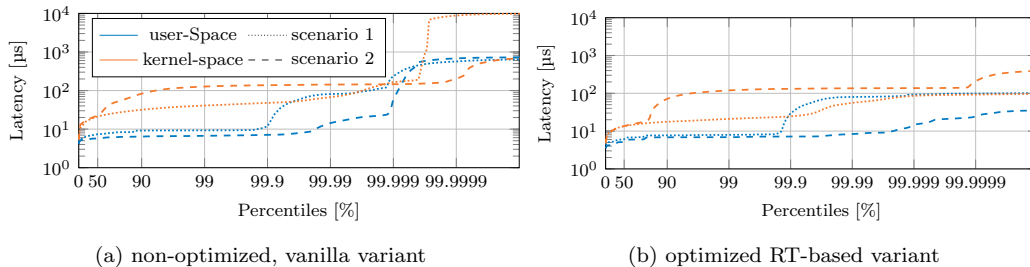 10⁴
10³
10²
10¹
10⁰
Latency [µs]
user-Space
scenario 1
kernel-space
scenario 2
0 50 90 99 99.9 99.99 99.999 99.9999
Percentiles [%]
(a) non-optimized, vanilla variant
10⁴
10³
10²
10¹
10⁰
Latency [µs]
0 50 90 99 99.9 99.99 99.999 99.9999
Percentiles [%]
(b) optimized RT-based variant